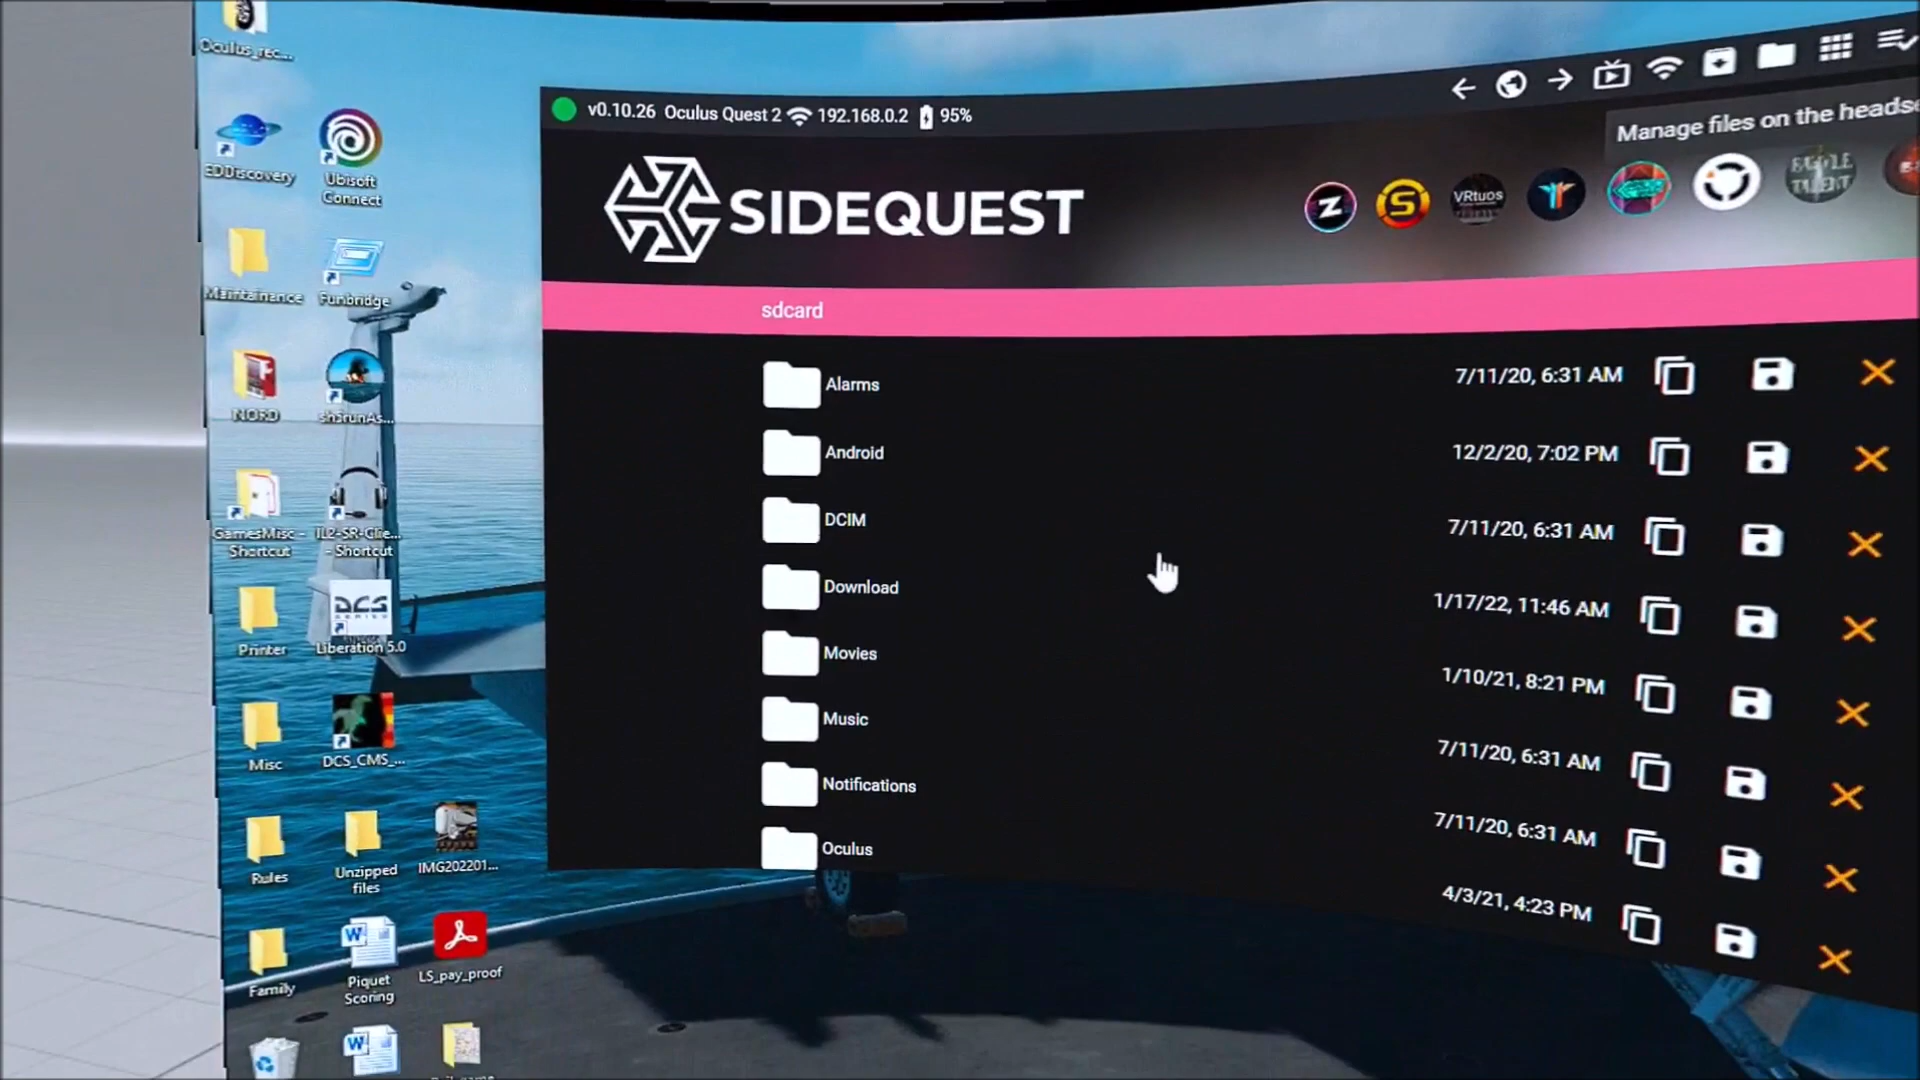 Oculus_rec...
EDDiscovery
Ubisoft
Connect
Maintainance
Funbridge
NORD
sh3runAs...
GamesMisc -
Shortcut
IL2-SR-Clie...
- Shortcut
Printer
DCS
SERIES
Liberation 5.0
Misc
DCS_CMS_...
Rules
Unzipped
files
IMG202201...
Family
Piquet
Scoring
LS_pay_proof
v0.10.26 Oculus Quest 2 192.168.0.2 95%
Manage files on the headse
SIDEQUEST
Z
S
VRtuos
BATTLE
TALENT
sdcard
Alarms 7/11/20, 6:31 AM
Android 12/2/20, 7:02 PM
DCIM 7/11/20, 6:31 AM
Download 1/17/22, 11:46 AM
Movies 1/10/21, 8:21 PM
Music 7/11/20, 6:31 AM
Notifications 7/11/20, 6:31 AM
Oculus 4/3/21, 4:23 PM